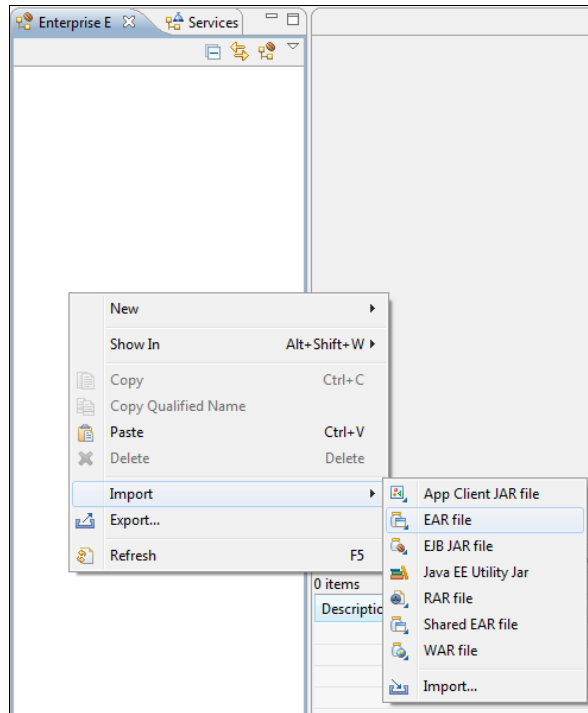 Enterprise E Services
New
Show In Alt+Shift+W
Copy Ctrl+C
Copy Qualified Name
Paste Ctrl+V
Delete Delete
Import
Export...
Refresh F5
App Client JAR file
EAR file
EJB JAR file
Java EE Utility Jar
RAR file
Shared EAR file
WAR file
Import...
0 items
Descriptio